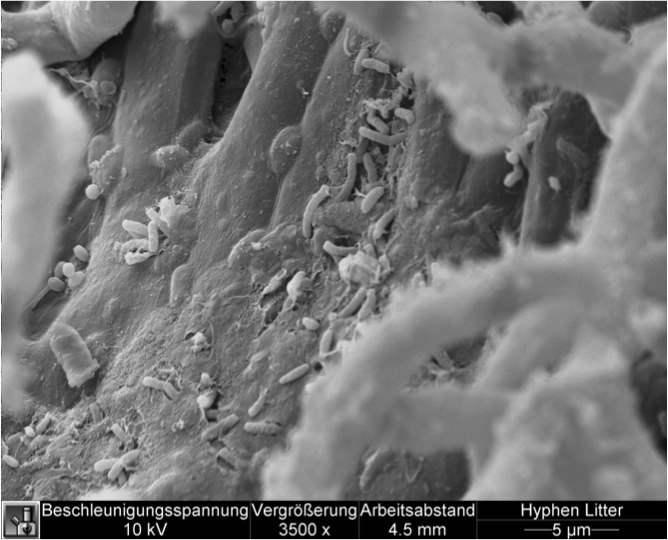 Beschleunigungsspannung Vergrößerung Arbeitsabstand Hyphen Litter
10 kV 3500 x 4.5 mm 5 µm